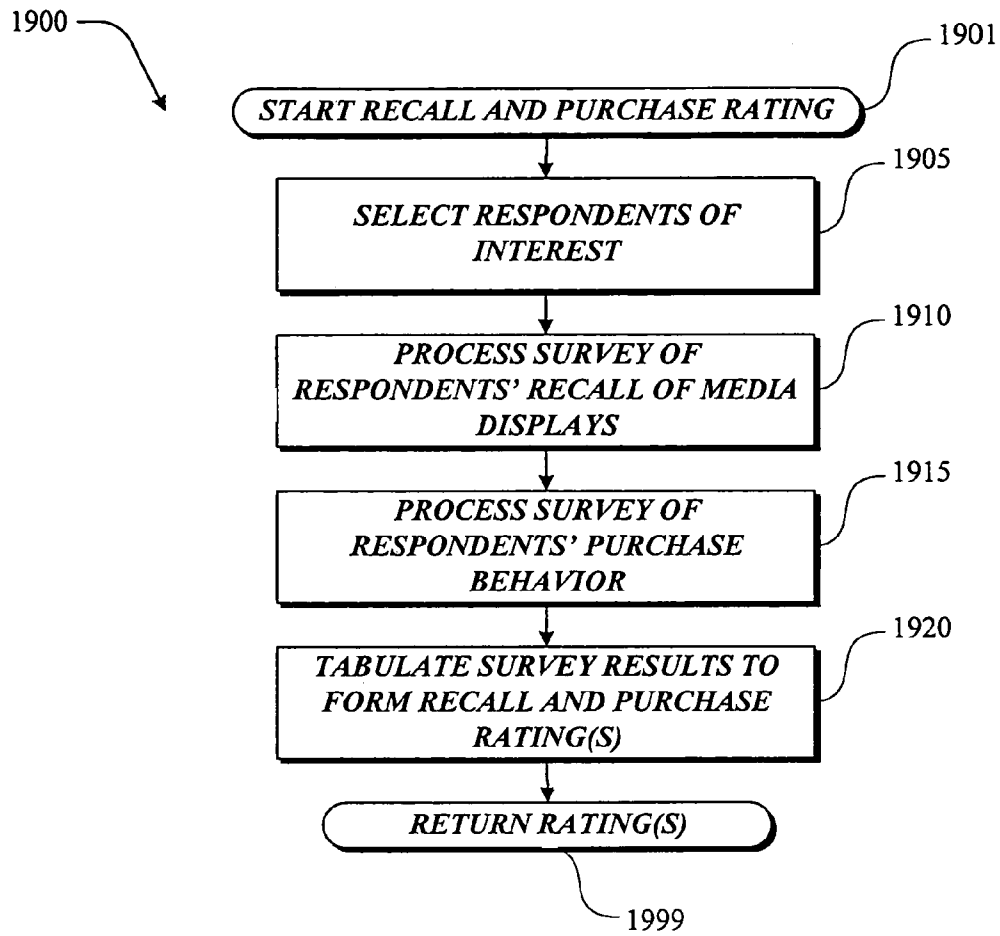 1900
1901
START RECALL AND PURCHASE RATING
1905
SELECT RESPONDENTS OF
INTEREST
1910
PROCESS SURVEY OF
RESPONDENTS’ RECALL OF MEDIA
DISPLAYS
1915
PROCESS SURVEY OF
RESPONDENTS’ PURCHASE
BEHAVIOR
1920
TABULATE SURVEY RESULTS TO
FORM RECALL AND PURCHASE
RATING(S)
RETURN RATING(S)
1999